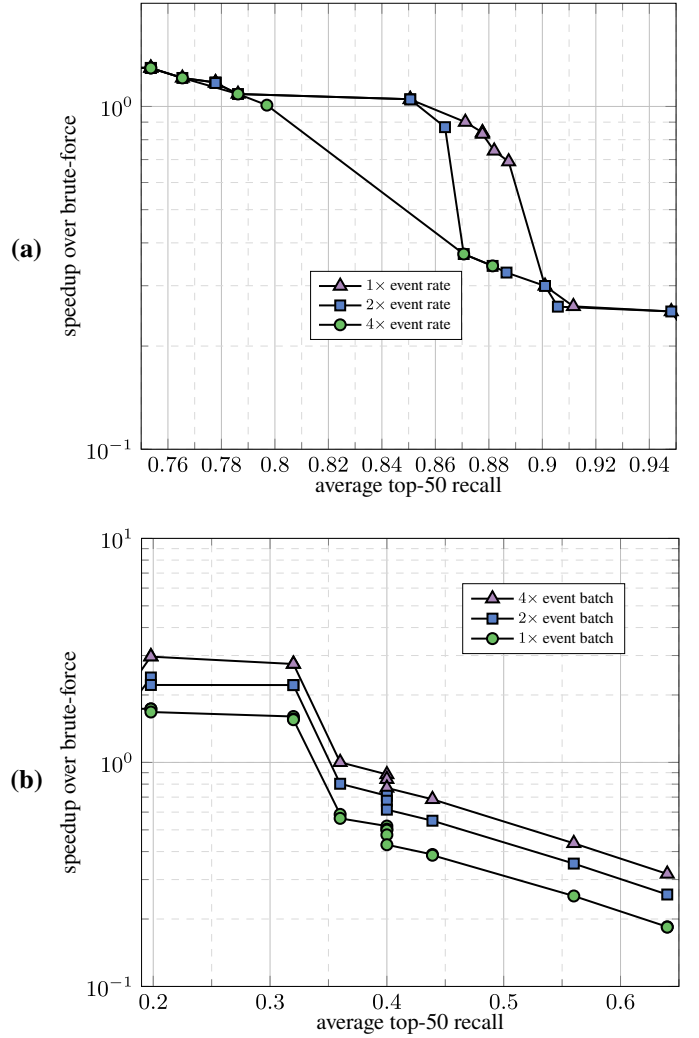 (a)
speedup over brute-force
10^0
10^-1
1× event rate
2× event rate
4× event rate
0.76 0.78 0.8 0.82 0.84 0.86 0.88 0.9 0.92 0.94
average top-50 recall
(b)
speedup over brute-force
10^1
10^0
10^-1
4× event batch
2× event batch
1× event batch
0.2 0.3 0.4 0.5 0.6
average top-50 recall